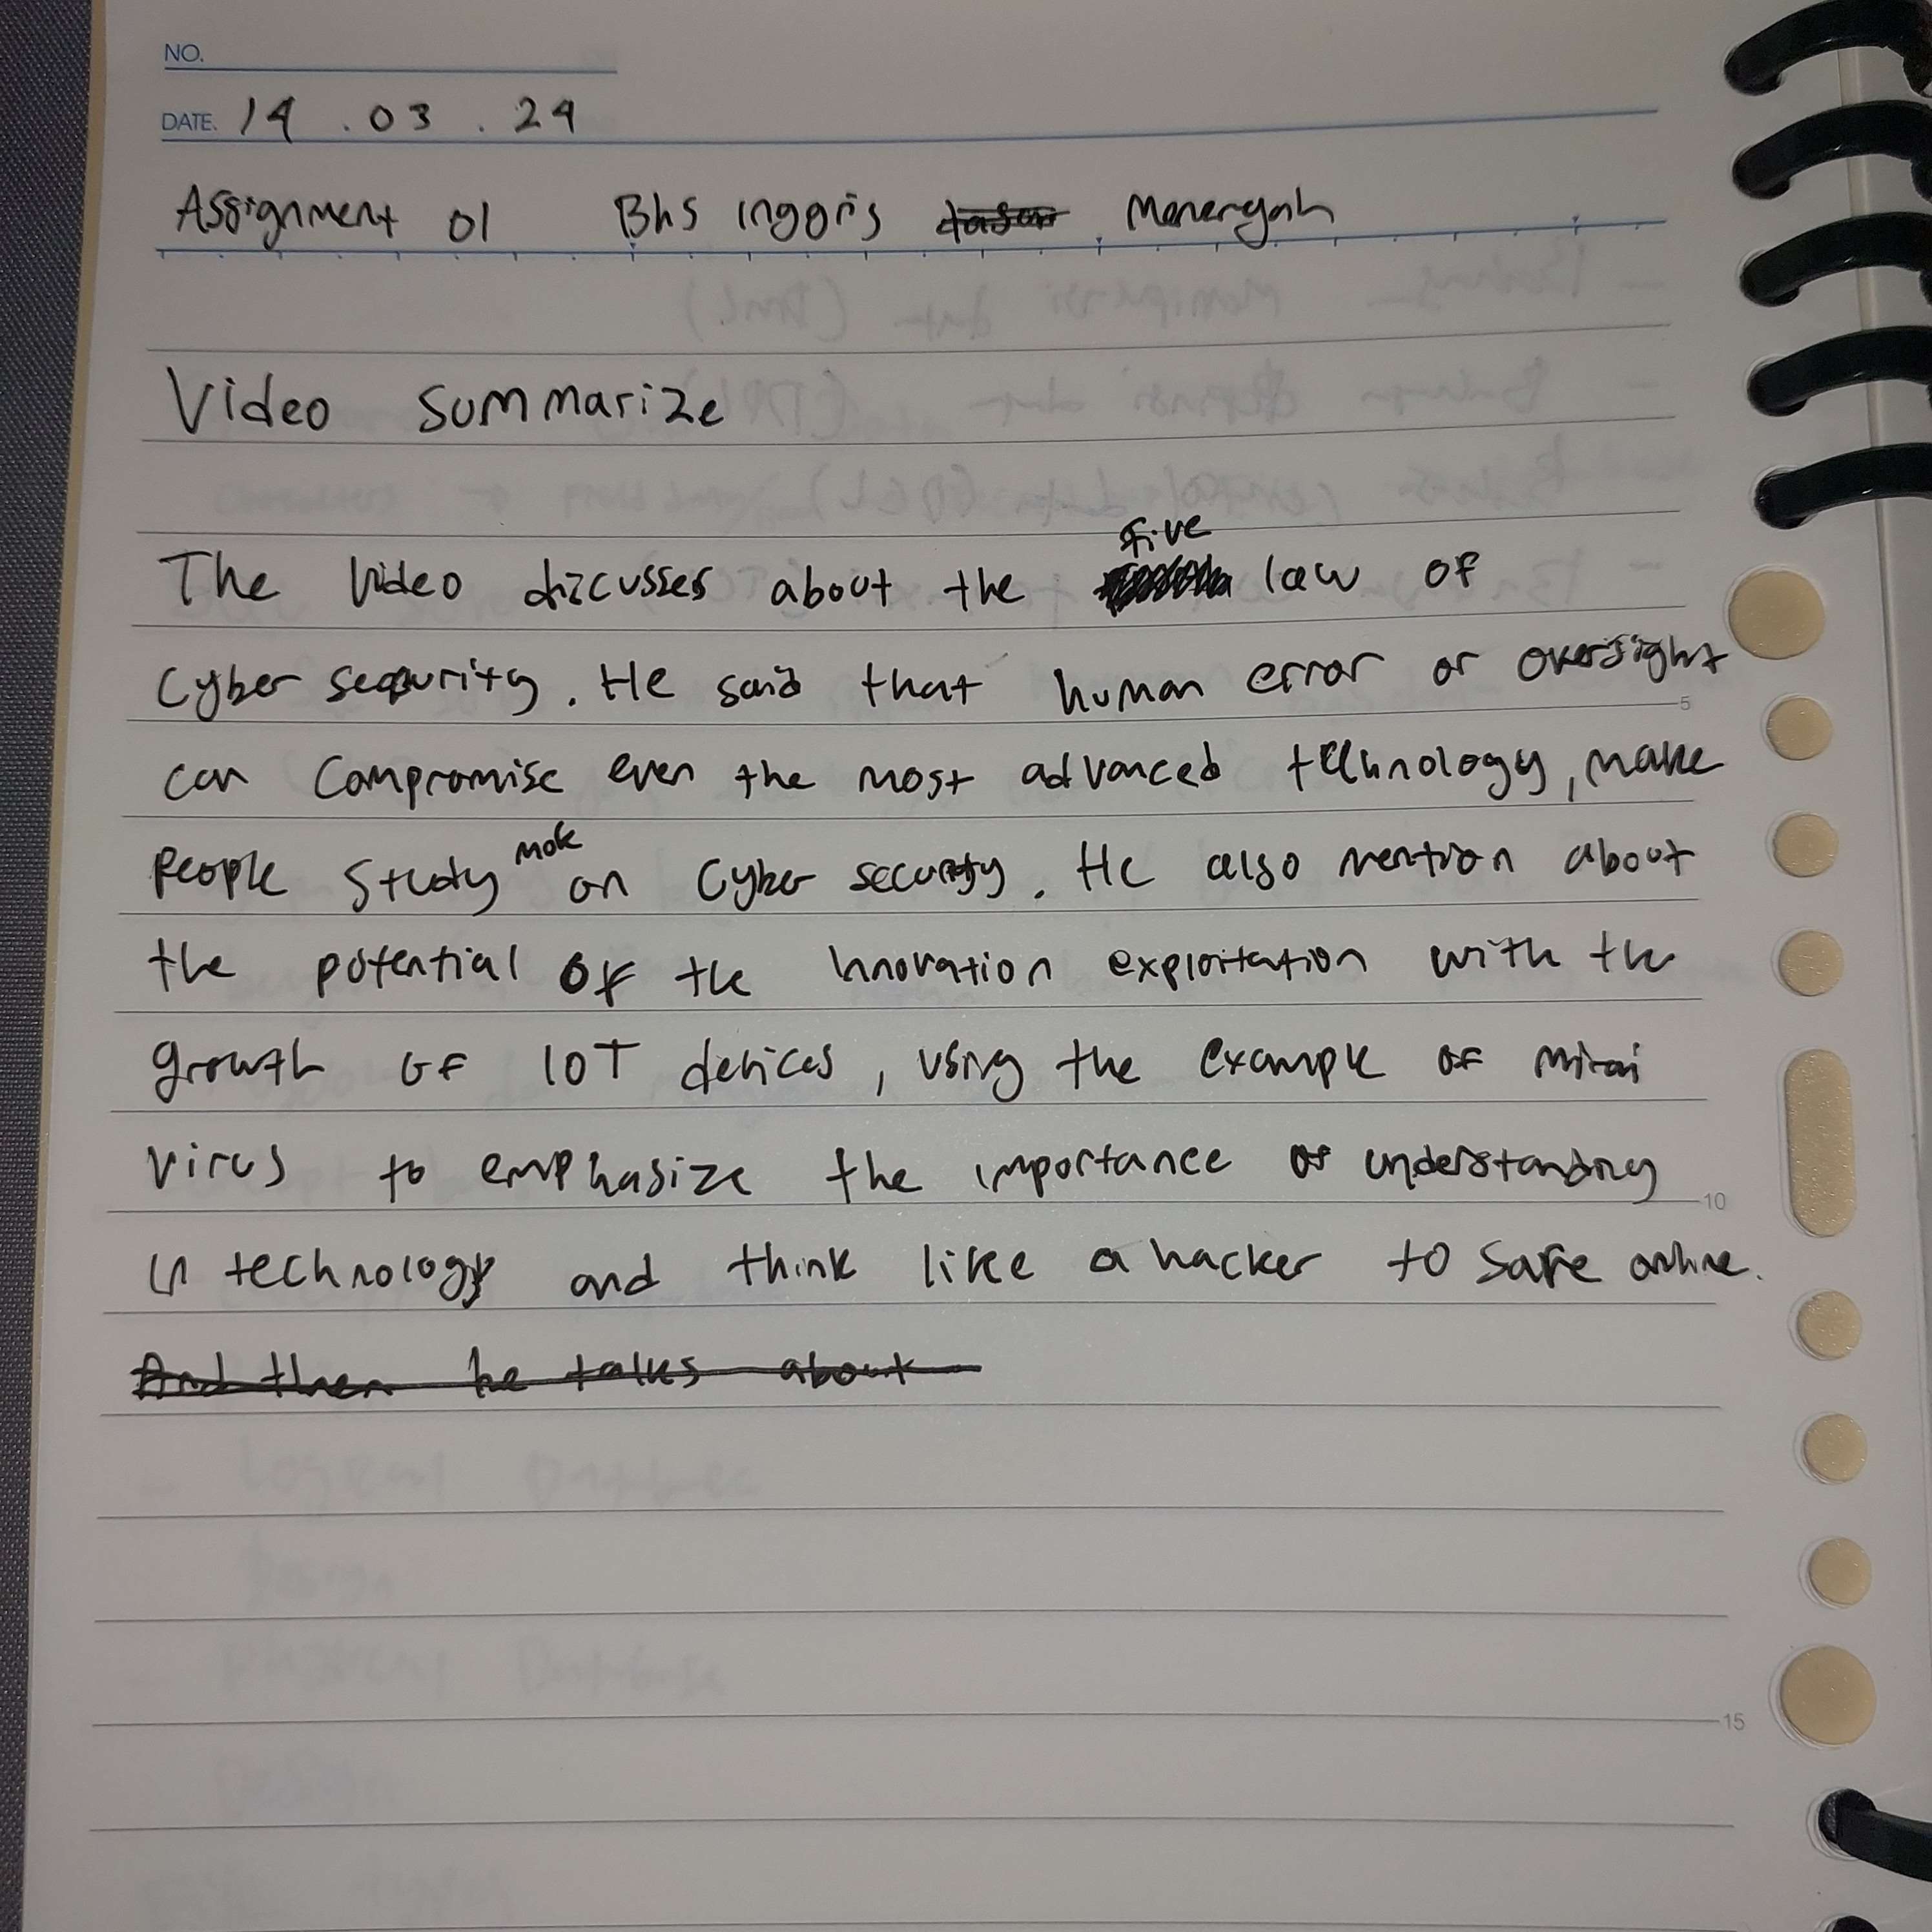 NO.
DATE. 14 . 03 . 24
Assignment 01 Bhs Inggris dasar Menengah
Video summarize
five
The Video discusses about the law of
Cyber security. He said that human error or oversight
5
can compromise even the most advanced technology, make
more
People study on Cyber security. He also mention about
the potential of the Innovation exploitation with the
growth of IOT devices, using the example of mirai
virus to emphasize the importance of understanding
10
in technology and think like a hacker to safe online.
And then he talks about
15